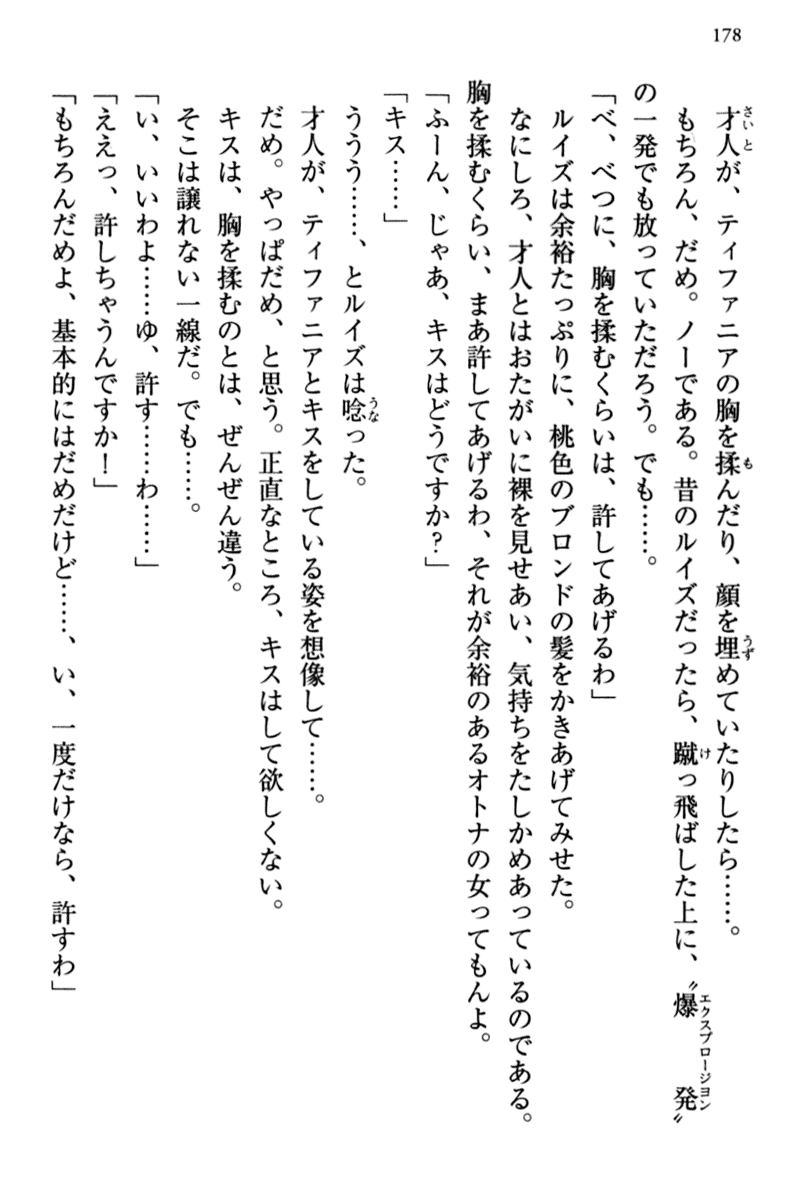 178
才人が、ティファニアの胸を揉んだり、顔を埋めていたりしたら……。
もちろん、だめ。ノーである。昔のルイズだったら、蹴っ飛ばした上に、〝爆発〟
の一発でも放っていただろう。でも……。
「べ、べつに、胸を揉むくらいは、許してあげるわ」
ルイズは余裕たっぷりに、桃色のブロンドの髪をかきあげてみせた。
なにしろ、才人とはおたがいに裸を見せあい、気持ちをたしかめあっているのである。
胸を揉むくらい、まあ許してあげるわ、それが余裕のあるオトナの女ってもんよ。
「ふーん、じゃあ、キスはどうですか？」
「キス……」
ううう……、とルイズは唸った。
才人が、ティファニアとキスをしている姿を想像して……。
だめ。やっぱだめ、と思う。正直なところ、キスはして欲しくない。
キスは、胸を揉むのとは、ぜんぜん違う。
そこは譲れない一線だ。でも……。
「い、いいわよ……ゆ、許す……わ……」
「ええっ、許しちゃうんですか！」
「もちろんだめよ、基本的にはだめだけど……、い、一度だけなら、許すわ」